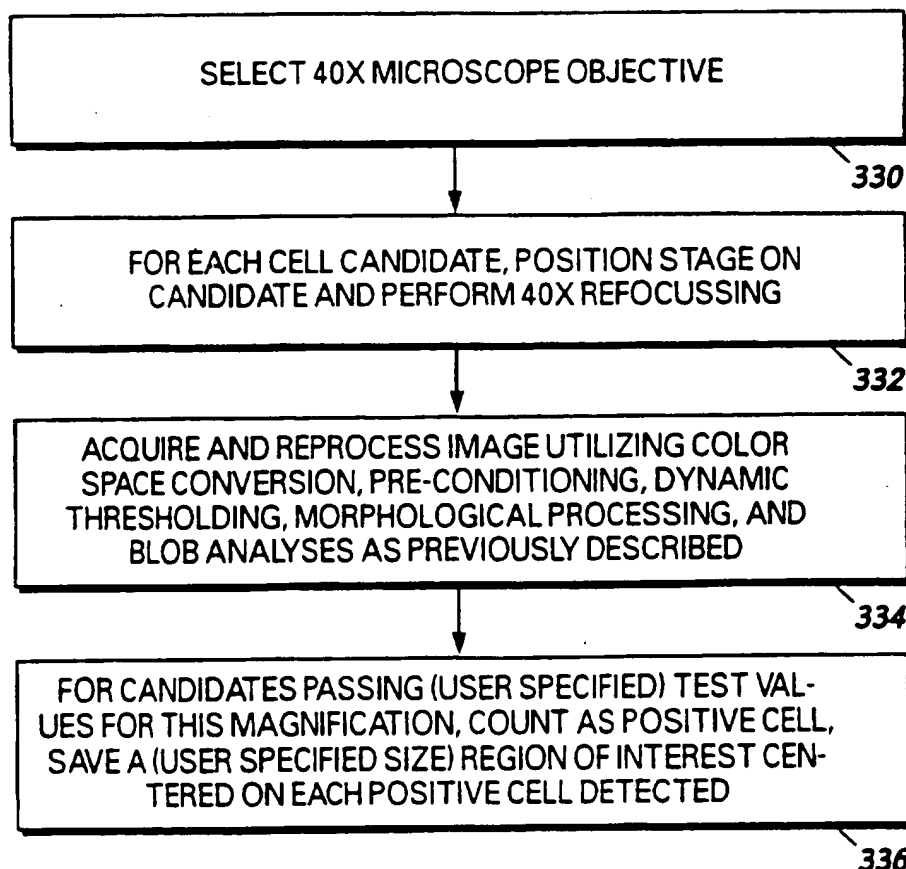 SELECT 40X MICROSCOPE OBJECTIVE
330
FOR EACH CELL CANDIDATE, POSITION STAGE ON
CANDIDATE AND PERFORM 40X REFOCUSSING
332
ACQUIRE AND REPROCESS IMAGE UTILIZING COLOR
SPACE CONVERSION, PRE-CONDITIONING, DYNAMIC
THRESHOLDING, MORPHOLOGICAL PROCESSING, AND
BLOB ANALYSES AS PREVIOUSLY DESCRIBED
334
FOR CANDIDATES PASSING (USER SPECIFIED) TEST VAL-
UES FOR THIS MAGNIFICATION, COUNT AS POSITIVE CELL,
SAVE A (USER SPECIFIED SIZE) REGION OF INTEREST CEN-
TERED ON EACH POSITIVE CELL DETECTED
336